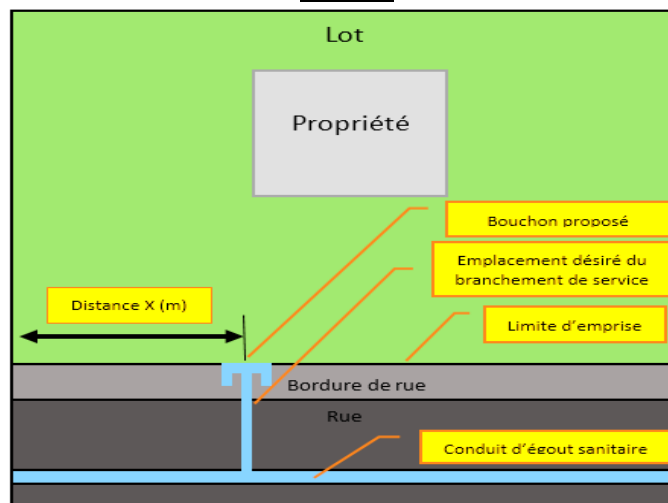 Lot
Propriété
Bouchon proposé
Emplacement désiré du
branchement de service
Distance X (m)
Limite d’emprise
Bordure de rue
Rue
Conduit d’égout sanitaire